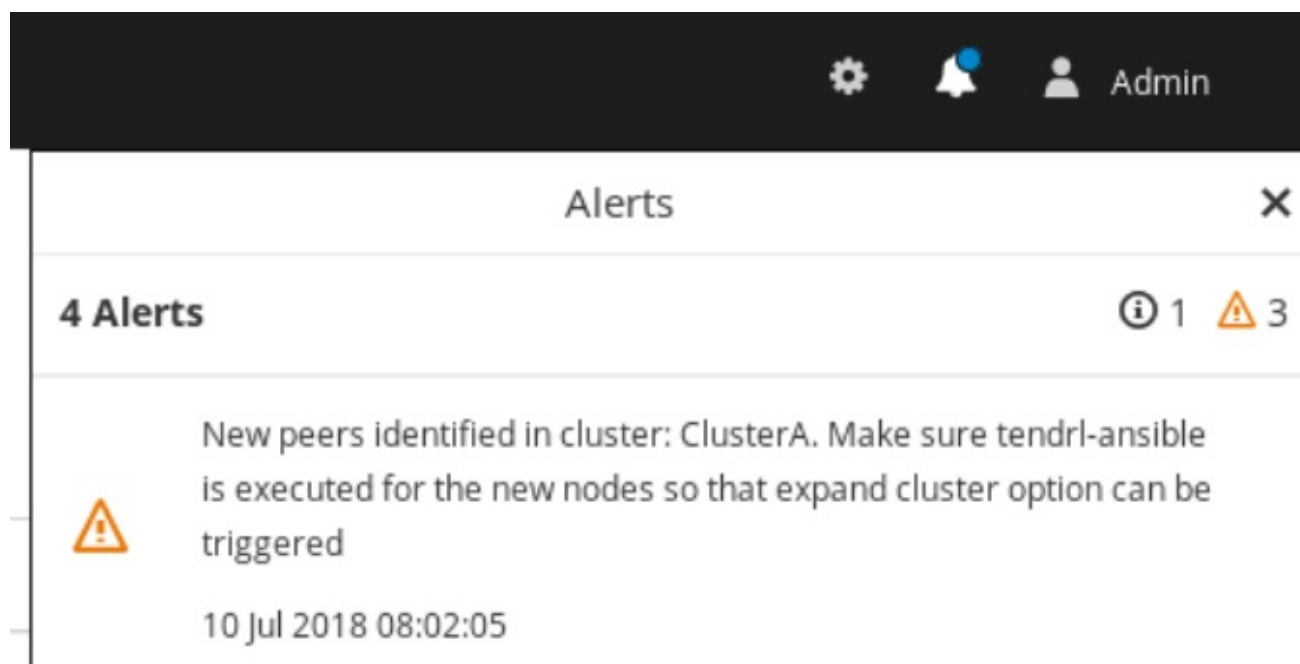 Admin
Alerts
4 Alerts 1 3
New peers identified in cluster: ClusterA. Make sure tendrl-ansible
is executed for the new nodes so that expand cluster option can be
triggered
10 Jul 2018 08:02:05